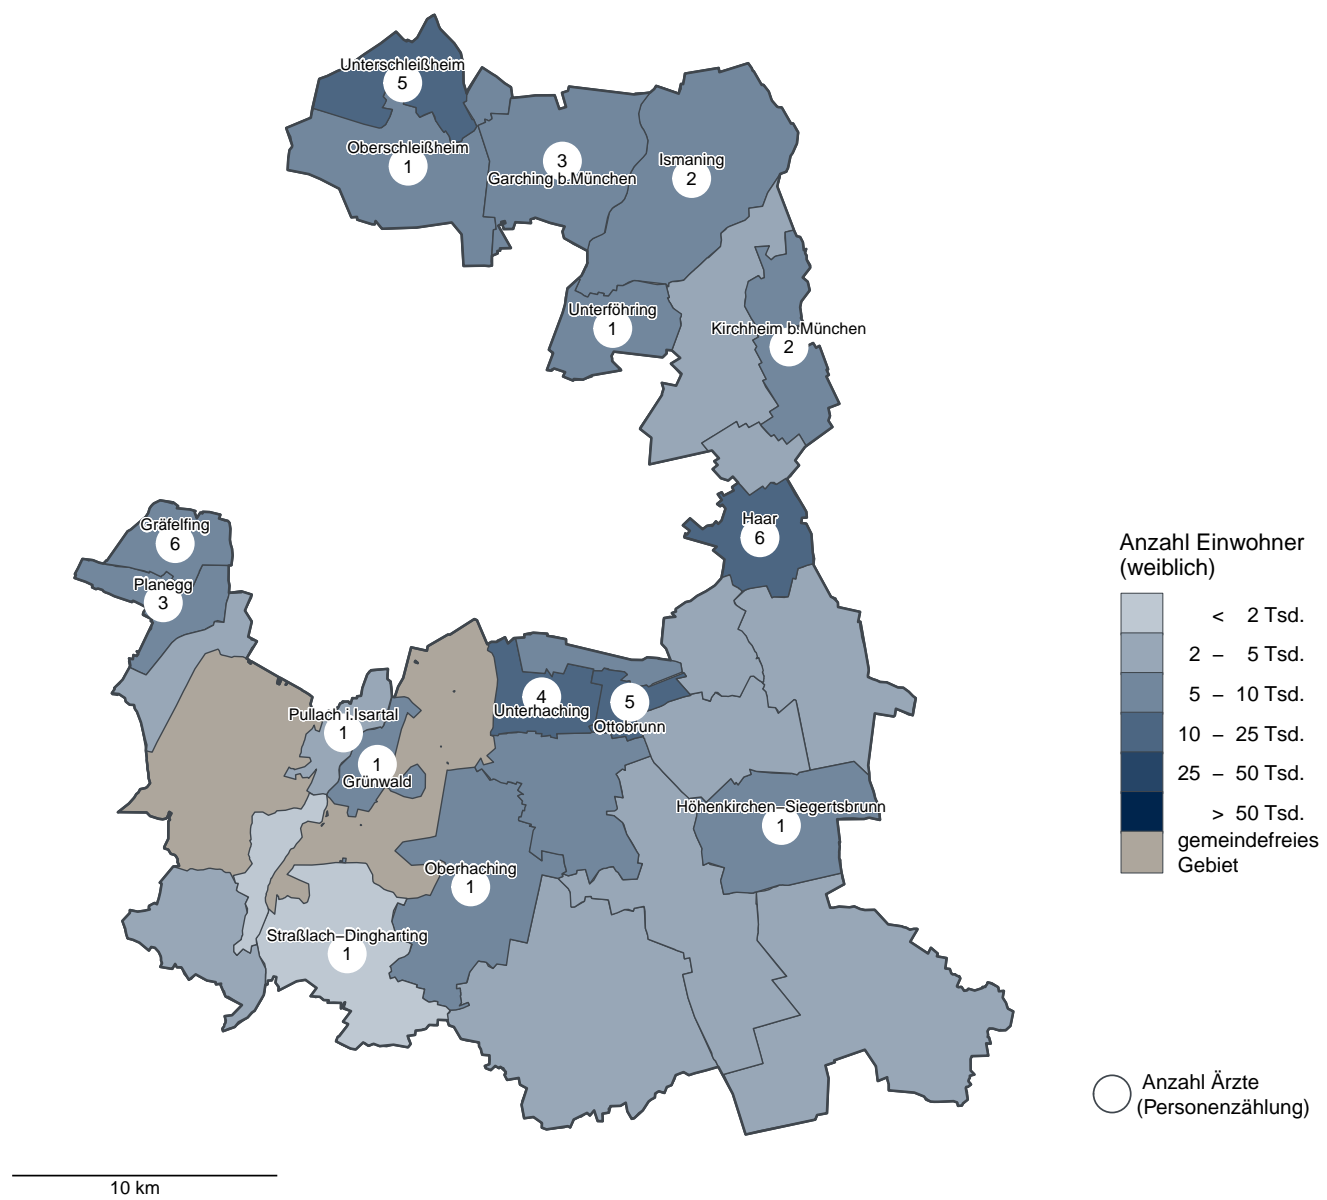 Unterschleißheim
5
Oberschleißheim
1
3
Garching b.München
Ismaning
2
Unterföhring
1
Kirchheim b.München
2
Haar
6
Gräfelfing
6
Planegg
3
4
Unterhaching
5
Ottobrunn
Pullach i.Isartal
1
1
Grünwald
Höhenkirchen−Siegertsbrunn
1
Oberhaching
1
Straßlach−Dingharting
1
Anzahl Einwohner
(weiblich)
< 2 Tsd.
2 − 5 Tsd.
5 − 10 Tsd.
10 − 25 Tsd.
25 − 50 Tsd.
> 50 Tsd.
gemeindefreies
Gebiet
Anzahl Ärzte
(Personenzählung)
10 km